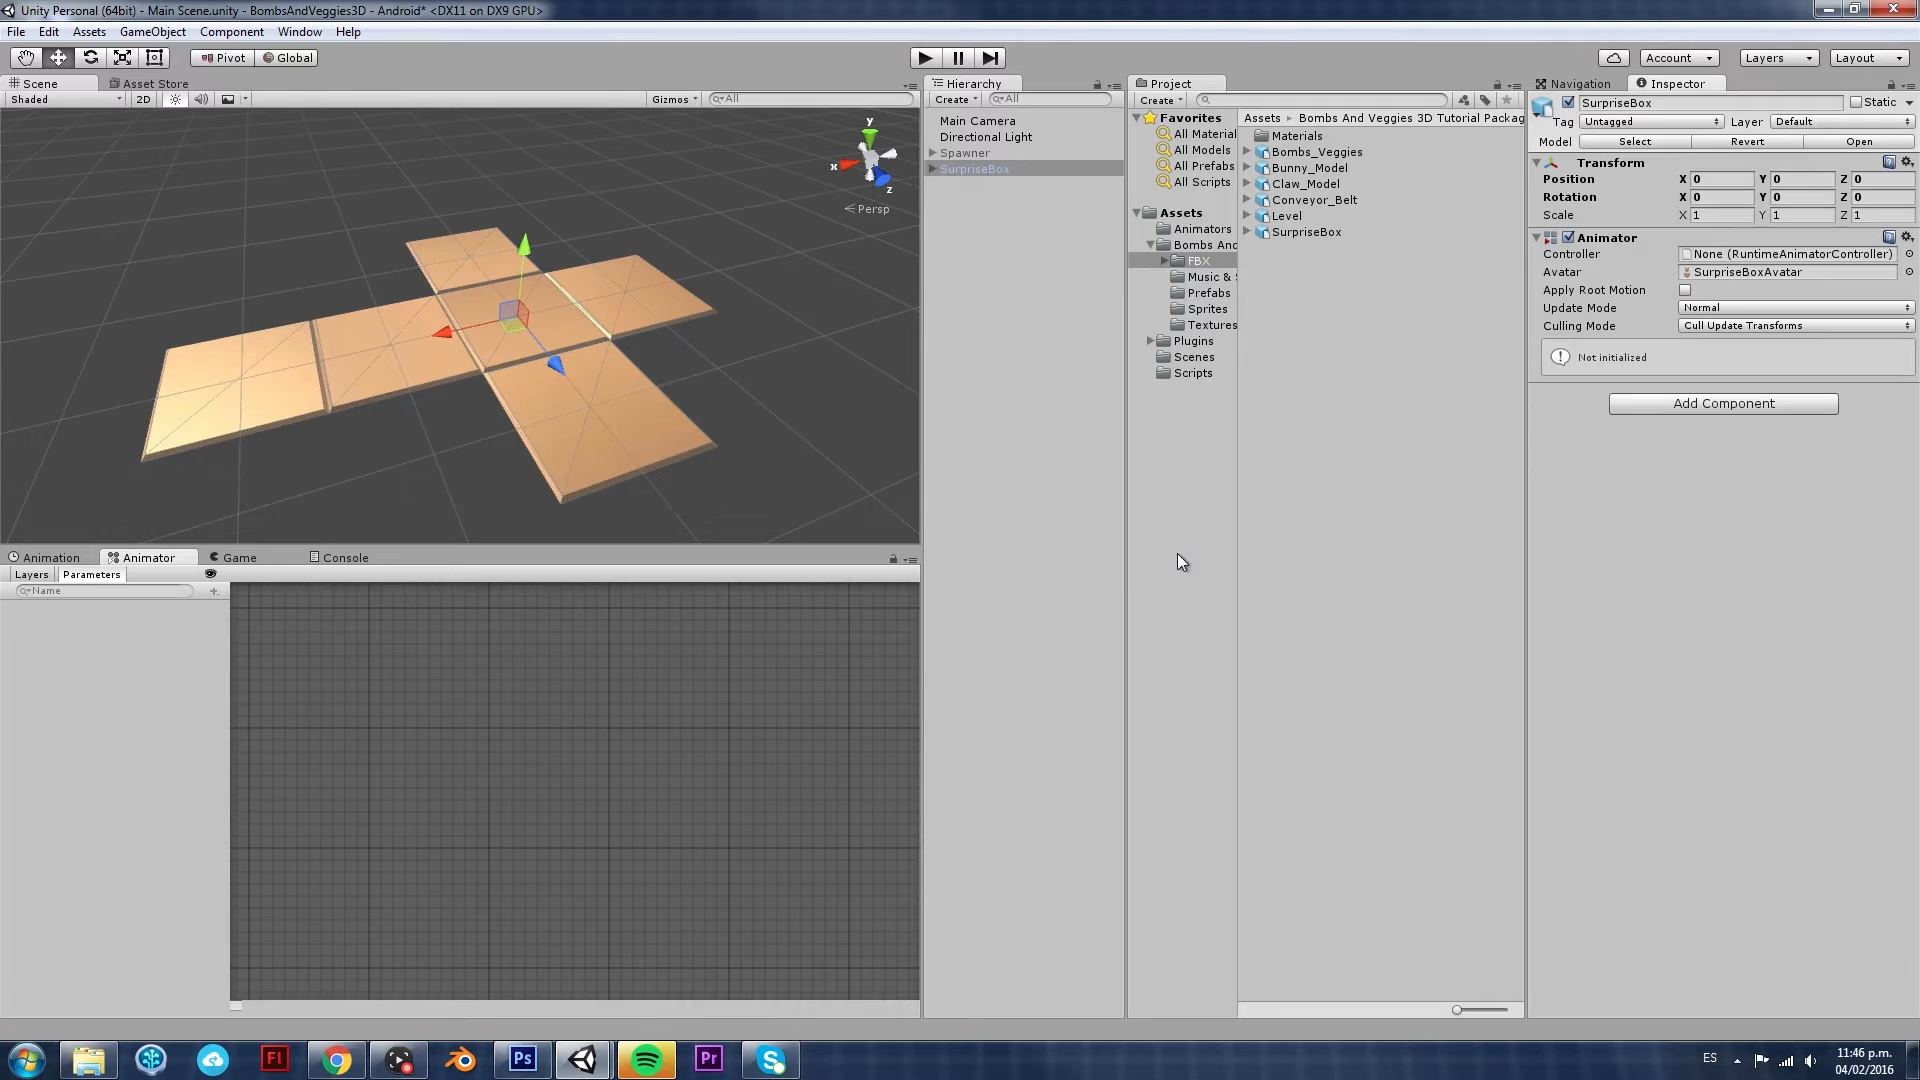 Unity Personal (64bit) - Main Scene.unity - BombsAndVeggies3D - Android* <DX11 on DX9 GPU>
File Edit Assets GameObject Component Window Help
Pivot Global Account Layers Layout
Scene Asset Store
Shaded 2D Gizmos All
y
x
z
Persp
Animation Animator Game Console
Layers Parameters
Name
Hierarchy
Create All
Main Camera
Directional Light
Spawner
SurpriseBox
Project
Create
Favorites
All Material
All Models
All Prefabs
All Scripts
Assets
Animators
Bombs And
FBX
Music &
Prefabs
Sprites
Textures
Plugins
Scenes
Scripts
Assets Bombs And Veggies 3D Tutorial Packag
Materials
Bombs_Veggies
Bunny_Model
Claw_Model
Conveyor_Belt
Level
SurpriseBox
Navigation Inspector
SurpriseBox Static
Tag Untagged Layer Default
Model Select Revert Open
Transform
Position X 0 Y 0 Z 0
Rotation X 0 Y 0 Z 0
Scale X 1 Y 1 Z 1
Animator
Controller None (RuntimeAnimatorController)
Avatar SurpriseBoxAvatar
Apply Root Motion
Update Mode Normal
Culling Mode Cull Update Transforms
Not initialized
Add Component
Fl Ps Pr S
ES 11:46 p.m.
04/02/2016